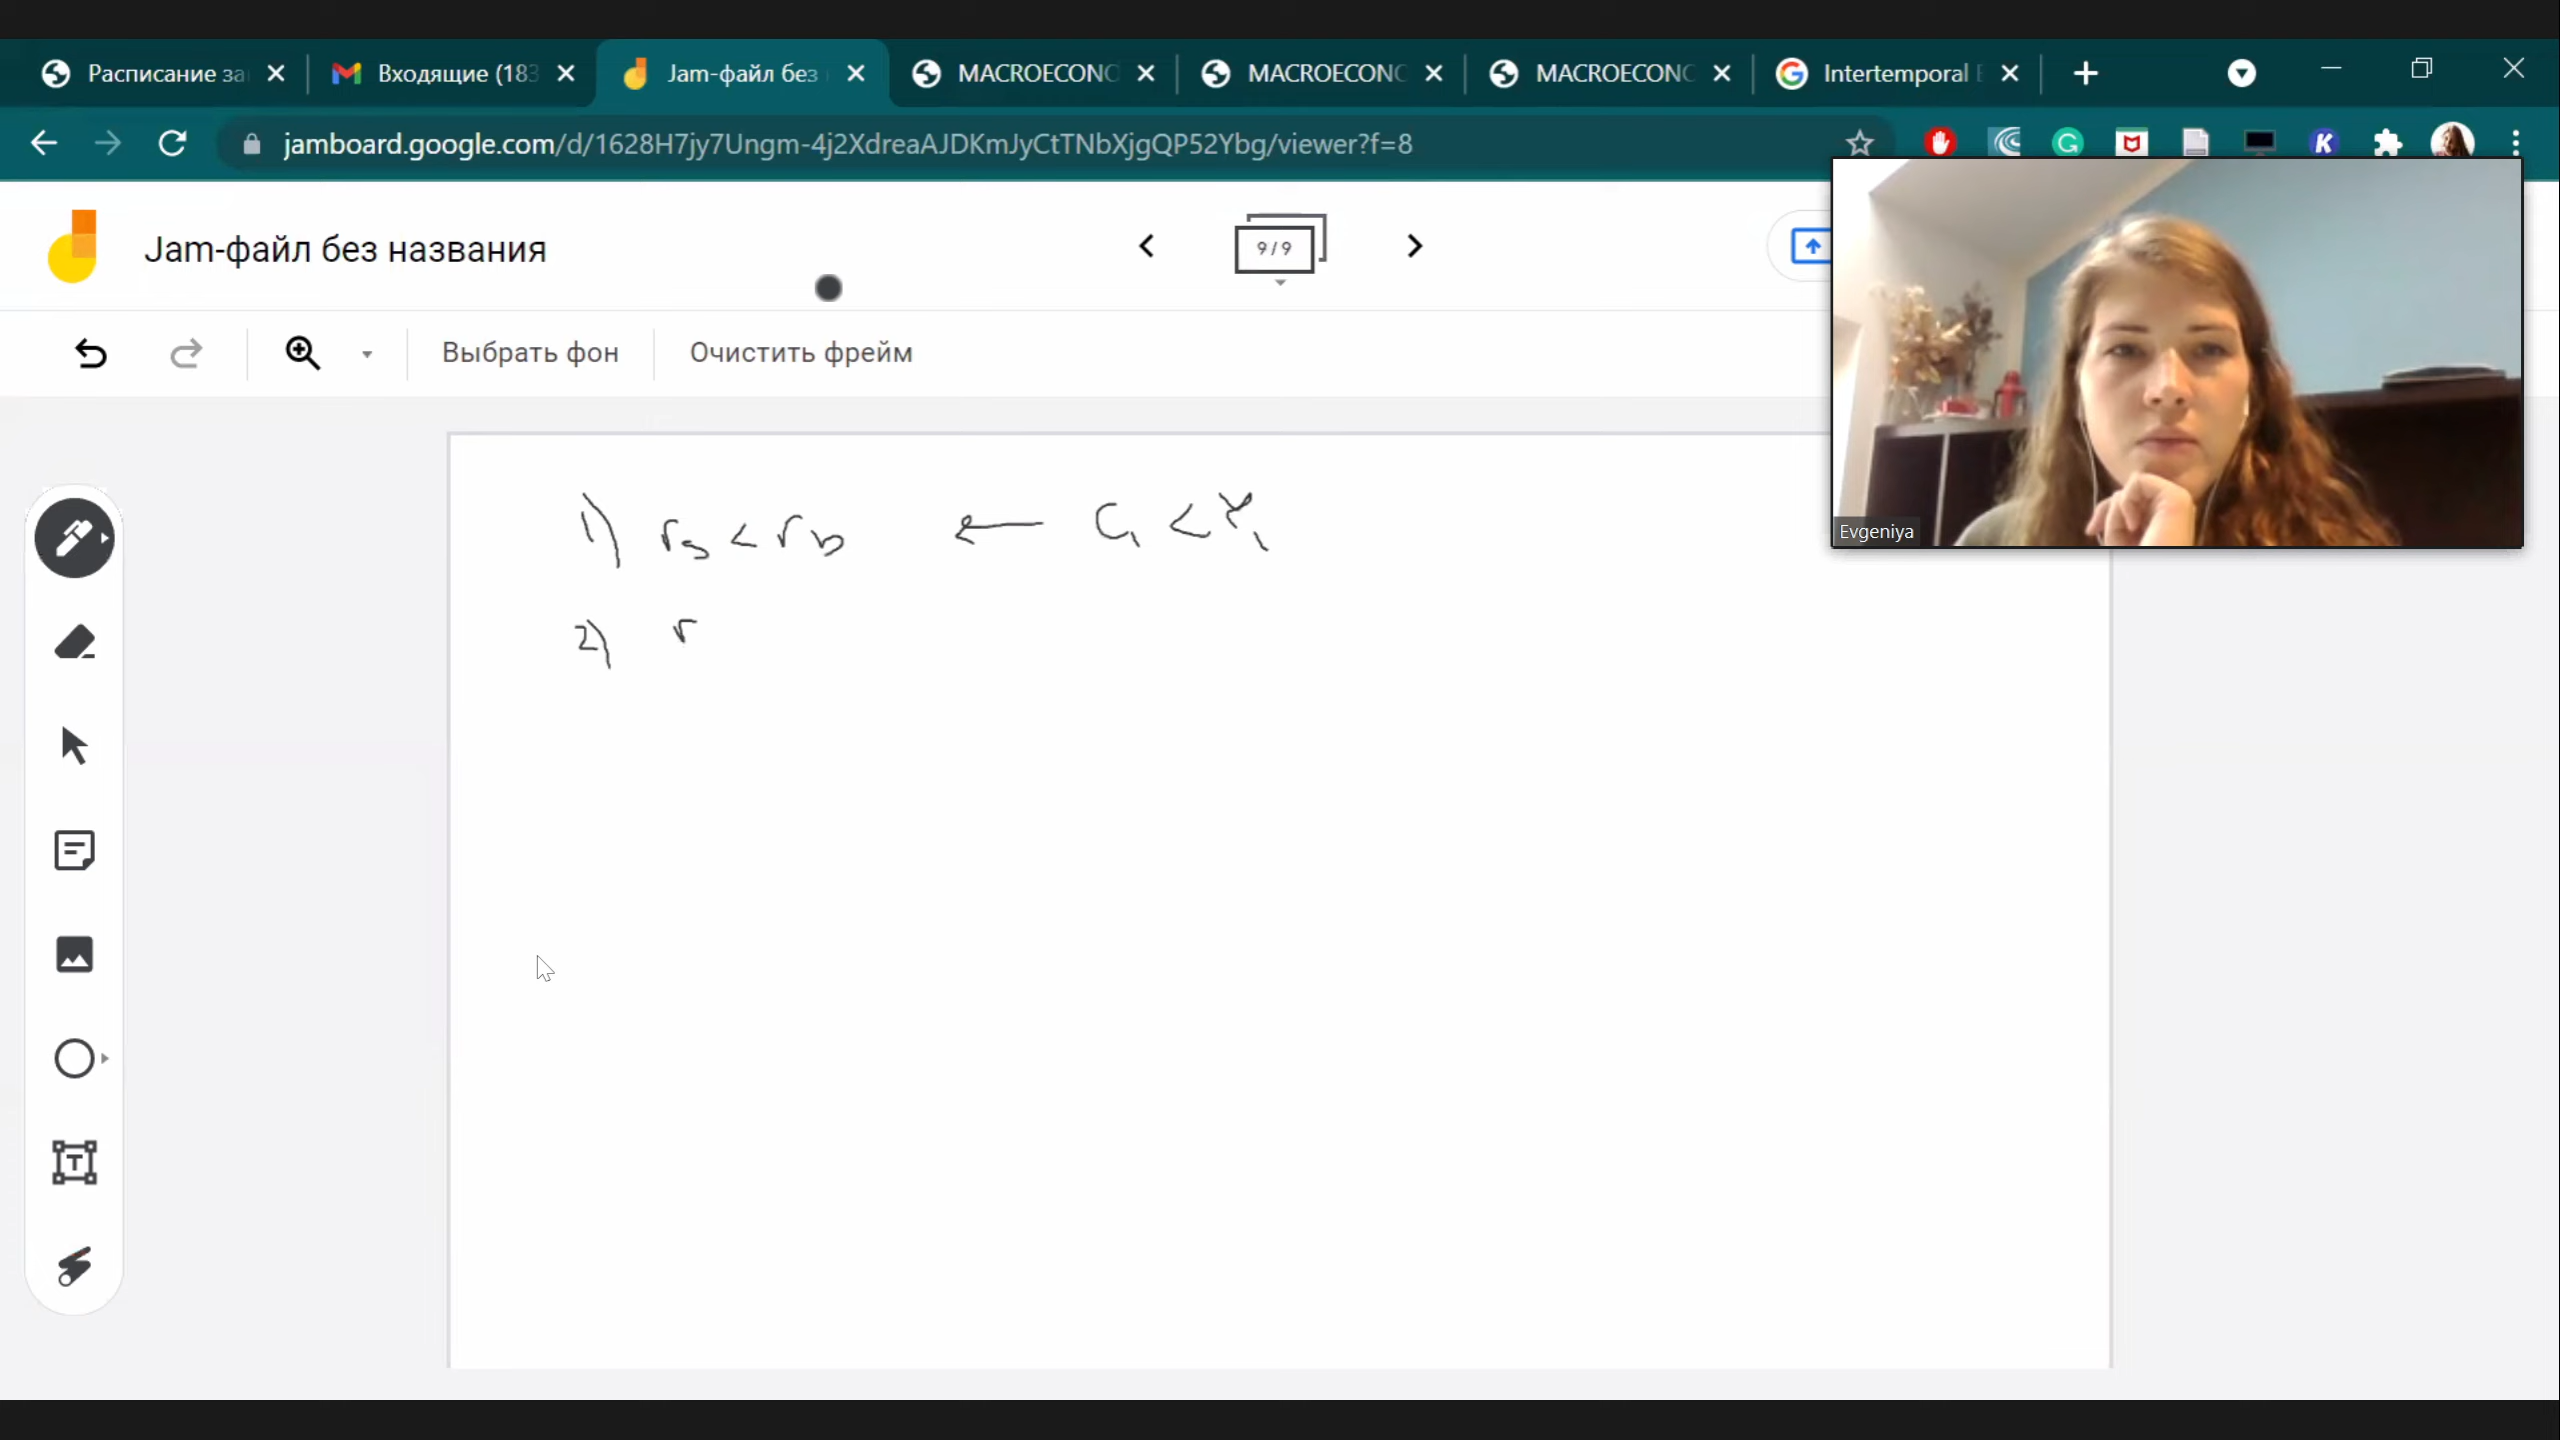 Расписание за
Входящие (183
Jam-файл без
MACROECONO
MACROECONO
MACROECONO
Intertemporal E
jamboard.google.com/d/1628H7jy7Ungm-4j2XdreaAJDKmJyCtTNbXjgQP52Ybg/viewer?f=8
Jam-файл без названия
9 / 9
Выбрать фон
Очистить фрейм
Evgeniya
1) rs < rb ← C1 < Y1
2) r